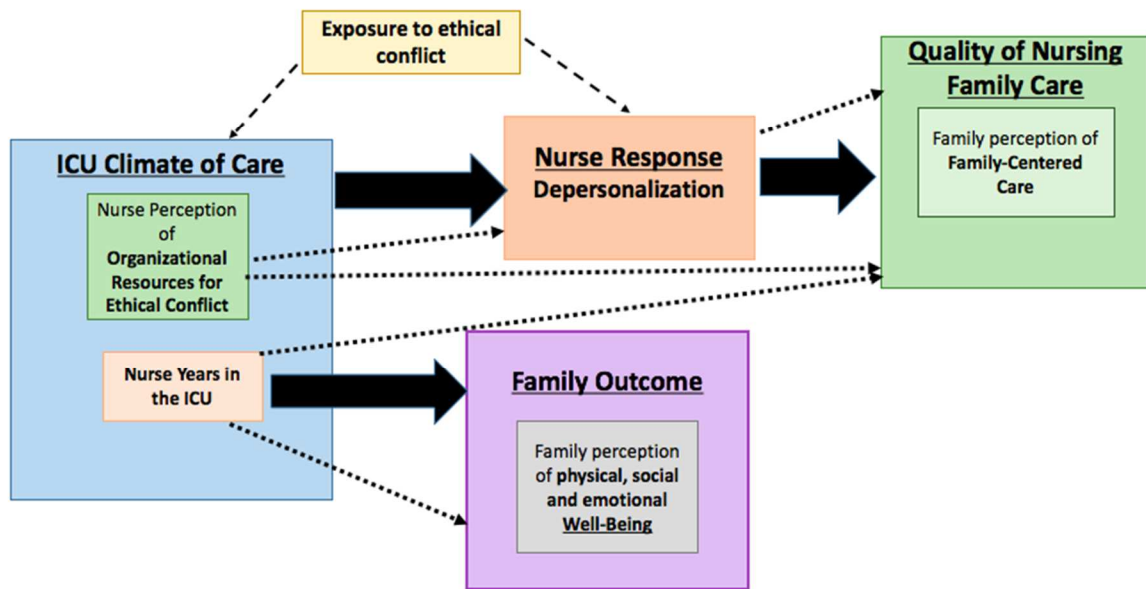 Exposure to ethical
conflict
Quality of Nursing
Family Care
Family perception of
Family-Centered
Care
ICU Climate of Care
Nurse Perception
of
Organizational
Resources for
Ethical Conflict
Nurse Years in
the ICU
Nurse Response
Depersonalization
Family Outcome
Family perception
of physical, social
and emotional
Well-Being